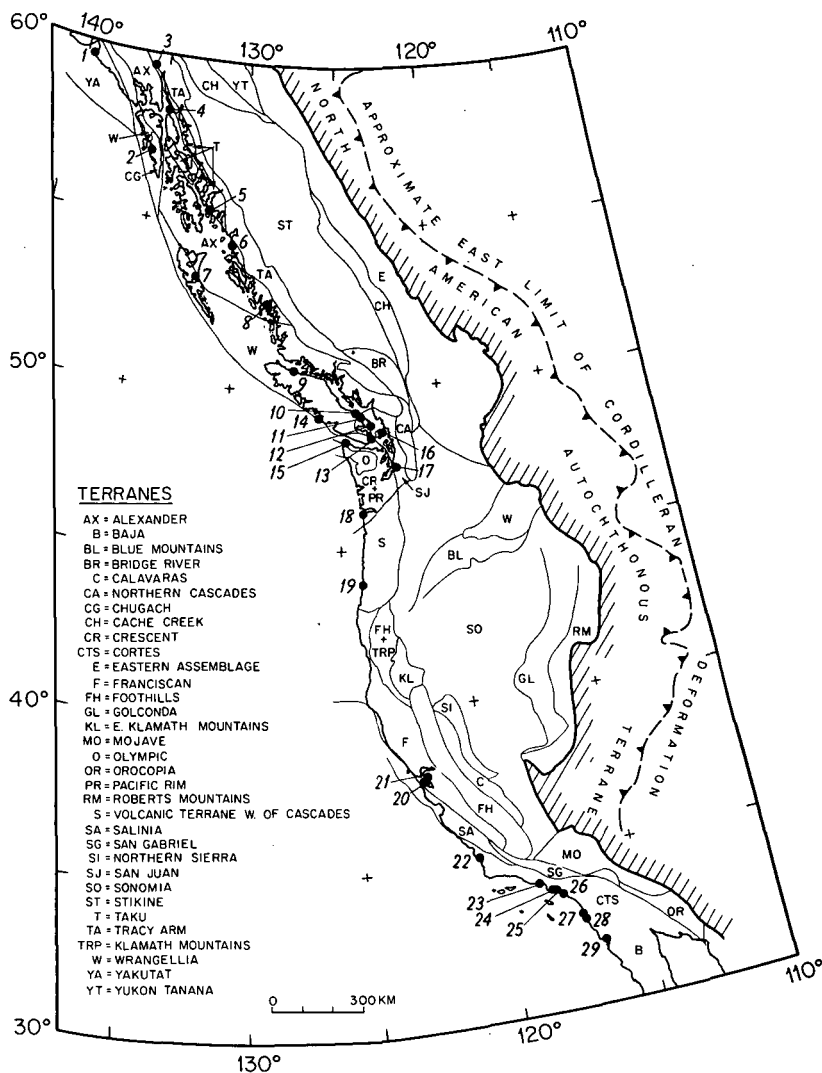 60°
140°
3
130°
120°
110°
1
YA
AX
TA
CH
YT
4
W
2
T
CG
5
AX
6
ST
7
TA
E
CH
8
NORTH AMERICAN AUTOCHTHONOUS TERRANE
APPROXIMATE EAST LIMIT OF CORDILLERAN DEFORMATION
50°
W
BR
9
10
14
11
CA
16
12
15
13
O
17
CR
+
PR
SJ
18
W
S
BL
19
FH
+
TRP
SO
RM
KL
GL
40°
SI
F
21
20
C
FH
SA
MO
22
SG
26
23
CTS
24
OR
25
27
28
29
B
TERRANES
AX = ALEXANDER
B = BAJA
BL = BLUE MOUNTAINS
BR = BRIDGE RIVER
C = CALAVARAS
CA = NORTHERN CASCADES
CG = CHUGACH
CH = CACHE CREEK
CR = CRESCENT
CTS = CORTES
E = EASTERN ASSEMBLAGE
F = FRANCISCAN
FH = FOOTHILLS
GL = GOLCONDA
KL = E. KLAMATH MOUNTAINS
MO = MOJAVE
O = OLYMPIC
OR = OROCOPIA
PR = PACIFIC RIM
RM = ROBERTS MOUNTAINS
S = VOLCANIC TERRANE W. OF CASCADES
SA = SALINIA
SG = SAN GABRIEL
SI = NORTHERN SIERRA
SJ = SAN JUAN
SO = SONOMIA
ST = STIKINE
T = TAKU
TA = TRACY ARM
TRP = KLAMATH MOUNTAINS
W = WRANGELLIA
YA = YAKUTAT
YT = YUKON TANANA
0 300 KM
30°
130°
120°
110°